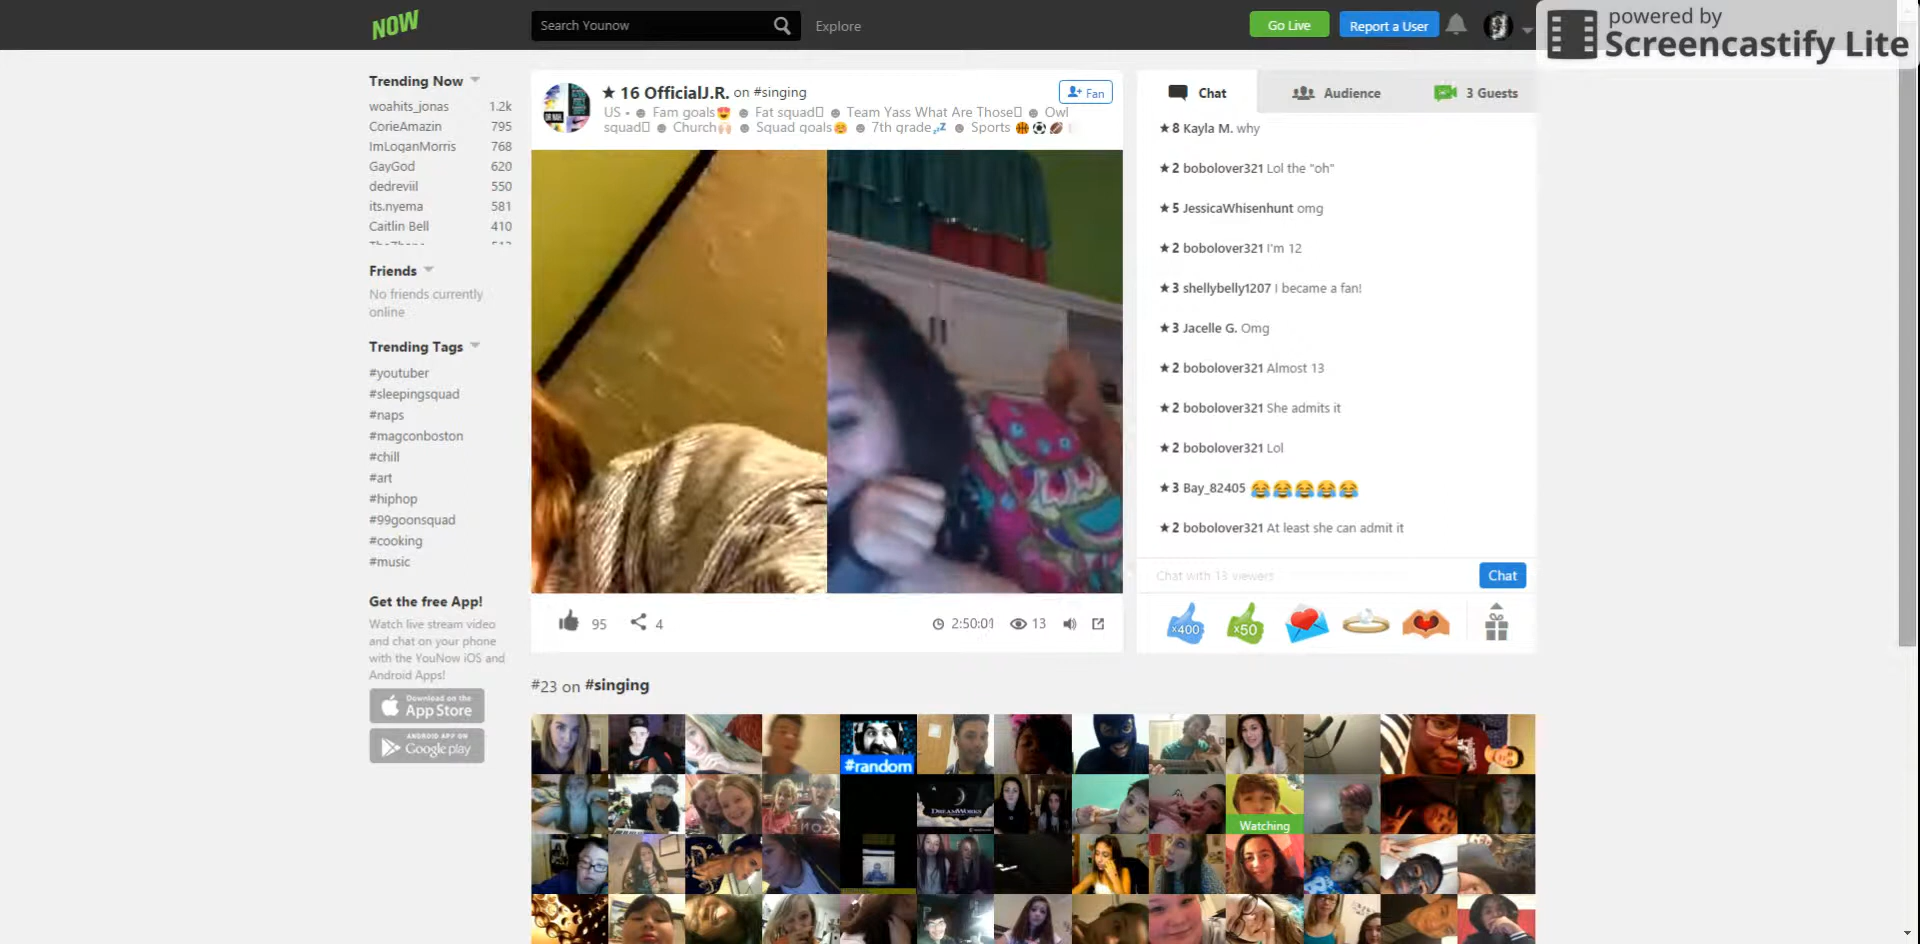 NOW
Search Younow
Explore
Go Live
Report a User
powered by
Screencastify Lite
Trending Now
woahits_jonas 1.2k
CorieAmazin 795
ImLoganMorris 768
GayGod 620
dedreviil 550
its.nyema 581
Caitlin Bell 410
Friends
No friends currently
online
Trending Tags
#youtuber
#sleepingsquad
#naps
#magconboston
#chill
#art
#hiphop
#99goonsquad
#cooking
#music
Get the free App!
Watch live stream video
and chat on your phone
with the YouNow iOS and
Android Apps!
Download on the
App Store
ANDROID APP ON
Google play
★ 16 OfficialJ.R. on #singing
Fan
US • ☻ Fam goals😍 ☻ Fat squad▯ ☻ Team Yass What Are Those▯ ☻ Owl
squad▯ ☻ Church🙌 ☻ Squad goals☺ ☻ 7th grade💤 ☻ Sports 🏀⚽🏈
95
4
2:50:01
13
Chat
Audience
3 Guests
★8 Kayla M. why
★2 bobolover321 Lol the "oh"
★5 JessicaWhisenhunt omg
★2 bobolover321 I'm 12
★3 shellybelly1207 I became a fan!
★3 Jacelle G. Omg
★2 bobolover321 Almost 13
★2 bobolover321 She admits it
★2 bobolover321 Lol
★3 Bay_82405 😂😂😂😂😂
★2 bobolover321 At least she can admit it
Chat with 13 viewers
Chat
x400
x50
#23 on #singing
#random
DREAMWORKS
Watching